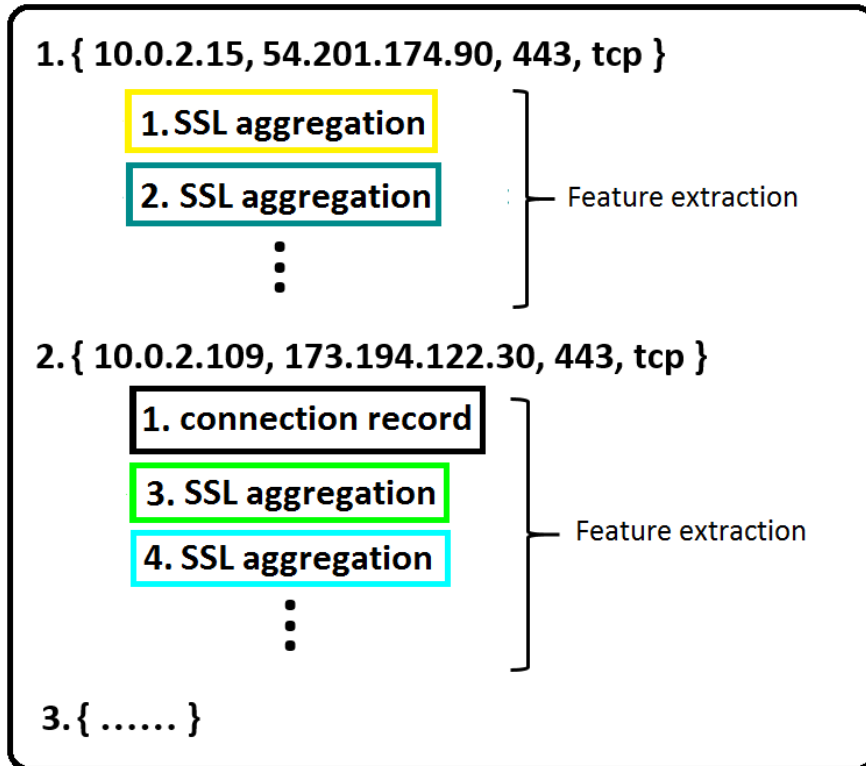 1. { 10.0.2.15, 54.201.174.90, 443, tcp }
1. SSL aggregation
2. SSL aggregation
Feature extraction
2. { 10.0.2.109, 173.194.122.30, 443, tcp }
1. connection record
3. SSL aggregation
Feature extraction
4. SSL aggregation
3. { ...... }